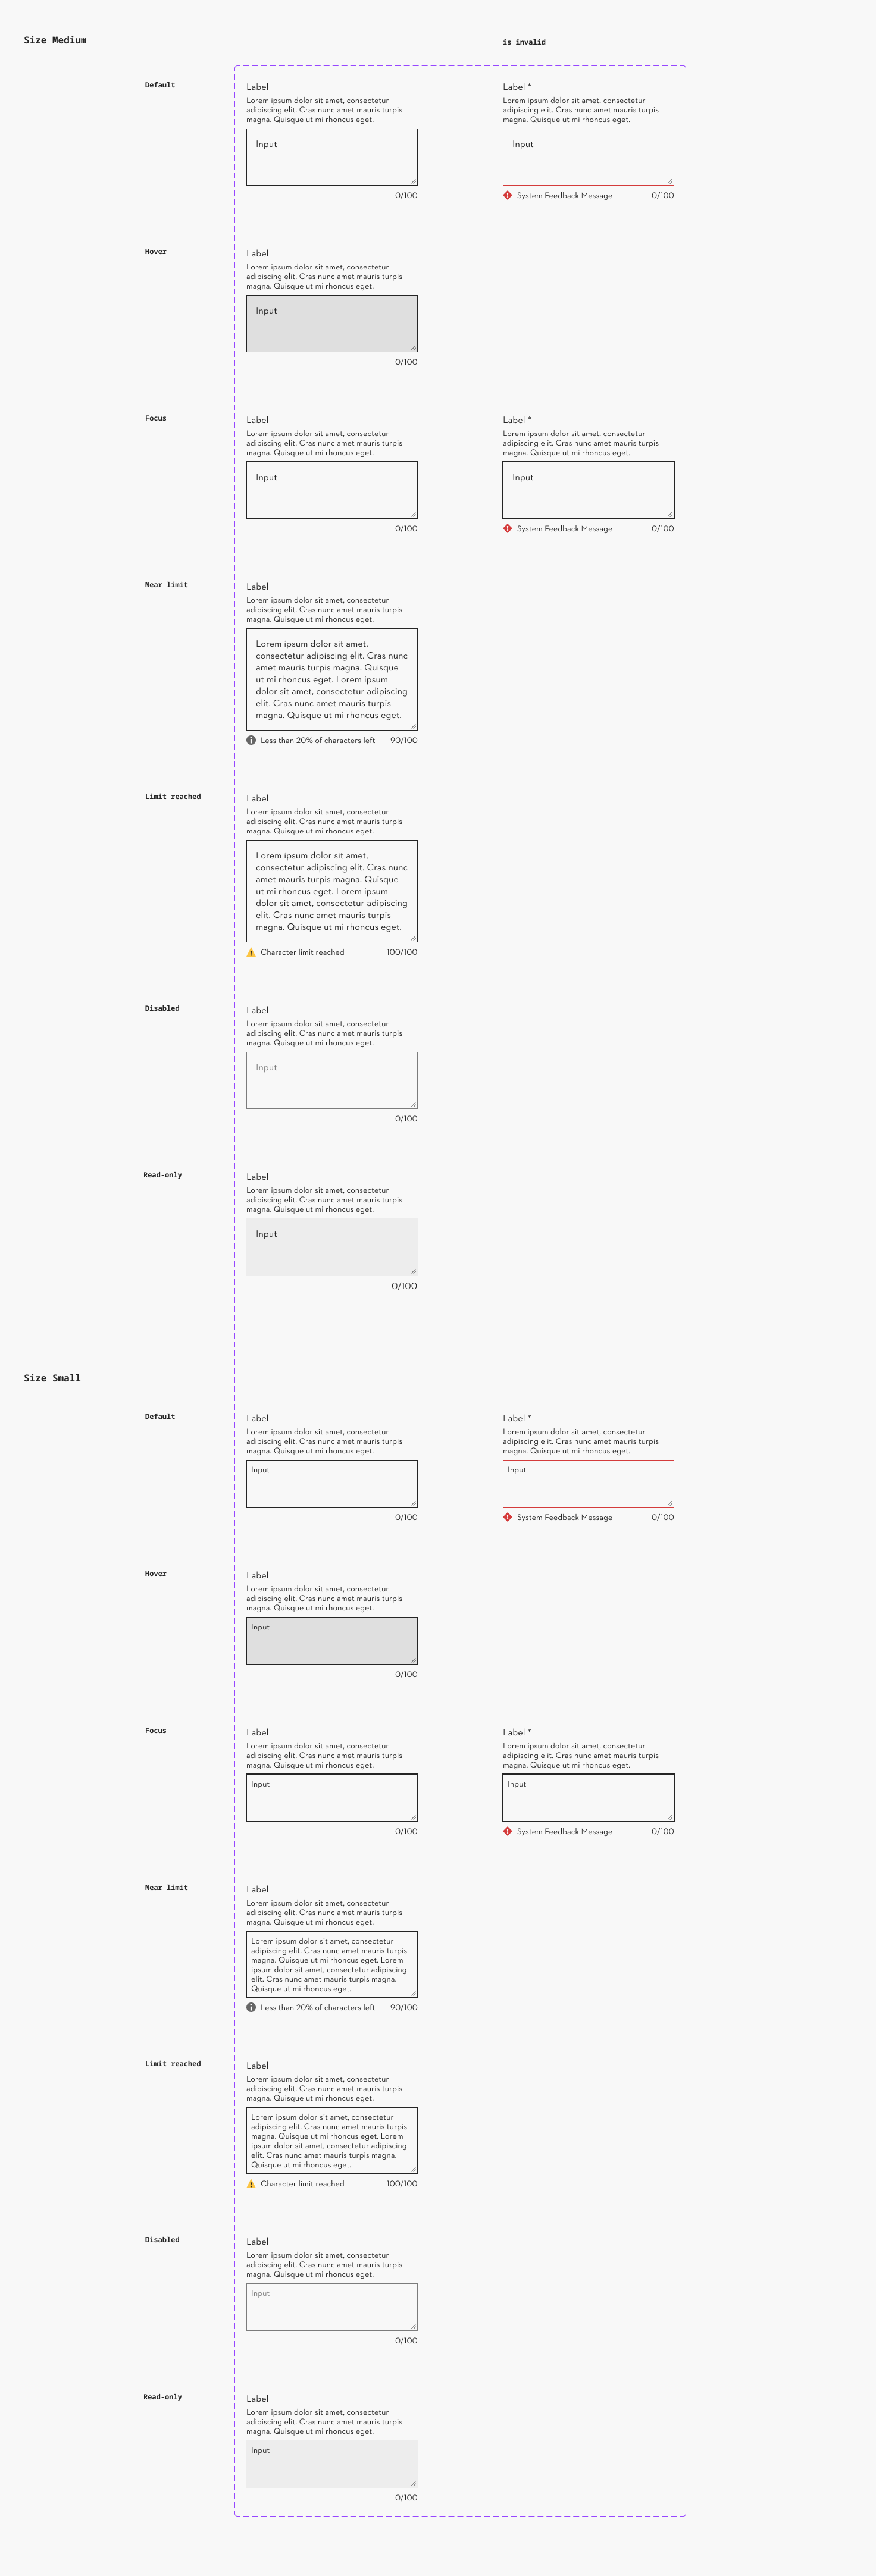 Size Medium
is invalid
Default
Label
Lorem ipsum dolor sit amet, consectetur
adipiscing elit. Cras nunc amet mauris turpis
magna. Quisque ut mi rhoncus eget.
Input
0/100
Label *
Lorem ipsum dolor sit amet, consectetur
adipiscing elit. Cras nunc amet mauris turpis
magna. Quisque ut mi rhoncus eget.
Input
System Feedback Message 0/100
Hover
Label
Lorem ipsum dolor sit amet, consectetur
adipiscing elit. Cras nunc amet mauris turpis
magna. Quisque ut mi rhoncus eget.
Input
0/100
Focus
Label
Lorem ipsum dolor sit amet, consectetur
adipiscing elit. Cras nunc amet mauris turpis
magna. Quisque ut mi rhoncus eget.
Input
0/100
Label *
Lorem ipsum dolor sit amet, consectetur
adipiscing elit. Cras nunc amet mauris turpis
magna. Quisque ut mi rhoncus eget.
Input
System Feedback Message 0/100
Near limit
Label
Lorem ipsum dolor sit amet, consectetur
adipiscing elit. Cras nunc amet mauris turpis
magna. Quisque ut mi rhoncus eget.
Lorem ipsum dolor sit amet,
consectetur adipiscing elit. Cras nunc
amet mauris turpis magna. Quisque
ut mi rhoncus eget. Lorem ipsum
dolor sit amet, consectetur adipiscing
elit. Cras nunc amet mauris turpis
magna. Quisque ut mi rhoncus eget.
Less than 20% of characters left 90/100
Limit reached
Label
Lorem ipsum dolor sit amet, consectetur
adipiscing elit. Cras nunc amet mauris turpis
magna. Quisque ut mi rhoncus eget.
Lorem ipsum dolor sit amet,
consectetur adipiscing elit. Cras nunc
amet mauris turpis magna. Quisque
ut mi rhoncus eget. Lorem ipsum
dolor sit amet, consectetur adipiscing
elit. Cras nunc amet mauris turpis
magna. Quisque ut mi rhoncus eget.
Character limit reached 100/100
Disabled
Label
Lorem ipsum dolor sit amet, consectetur
adipiscing elit. Cras nunc amet mauris turpis
magna. Quisque ut mi rhoncus eget.
Input
0/100
Read-only
Label
Lorem ipsum dolor sit amet, consectetur
adipiscing elit. Cras nunc amet mauris turpis
magna. Quisque ut mi rhoncus eget.
Input
0/100
Size Small
Default
Label
Lorem ipsum dolor sit amet, consectetur
adipiscing elit. Cras nunc amet mauris turpis
magna. Quisque ut mi rhoncus eget.
Input
0/100
Label *
Lorem ipsum dolor sit amet, consectetur
adipiscing elit. Cras nunc amet mauris turpis
magna. Quisque ut mi rhoncus eget.
Input
System Feedback Message 0/100
Hover
Label
Lorem ipsum dolor sit amet, consectetur
adipiscing elit. Cras nunc amet mauris turpis
magna. Quisque ut mi rhoncus eget.
Input
0/100
Focus
Label
Lorem ipsum dolor sit amet, consectetur
adipiscing elit. Cras nunc amet mauris turpis
magna. Quisque ut mi rhoncus eget.
Input
0/100
Label *
Lorem ipsum dolor sit amet, consectetur
adipiscing elit. Cras nunc amet mauris turpis
magna. Quisque ut mi rhoncus eget.
Input
System Feedback Message 0/100
Near limit
Label
Lorem ipsum dolor sit amet, consectetur
adipiscing elit. Cras nunc amet mauris turpis
magna. Quisque ut mi rhoncus eget.
Lorem ipsum dolor sit amet, consectetur
adipiscing elit. Cras nunc amet mauris turpis
magna. Quisque ut mi rhoncus eget. Lorem
ipsum dolor sit amet, consectetur adipiscing
elit. Cras nunc amet mauris turpis magna.
Quisque ut mi rhoncus eget.
Less than 20% of characters left 90/100
Limit reached
Label
Lorem ipsum dolor sit amet, consectetur
adipiscing elit. Cras nunc amet mauris turpis
magna. Quisque ut mi rhoncus eget.
Lorem ipsum dolor sit amet, consectetur
adipiscing elit. Cras nunc amet mauris turpis
magna. Quisque ut mi rhoncus eget. Lorem
ipsum dolor sit amet, consectetur adipiscing
elit. Cras nunc amet mauris turpis magna.
Quisque ut mi rhoncus eget.
Character limit reached 100/100
Disabled
Label
Lorem ipsum dolor sit amet, consectetur
adipiscing elit. Cras nunc amet mauris turpis
magna. Quisque ut mi rhoncus eget.
Input
0/100
Read-only
Label
Lorem ipsum dolor sit amet, consectetur
adipiscing elit. Cras nunc amet mauris turpis
magna. Quisque ut mi rhoncus eget.
Input
0/100